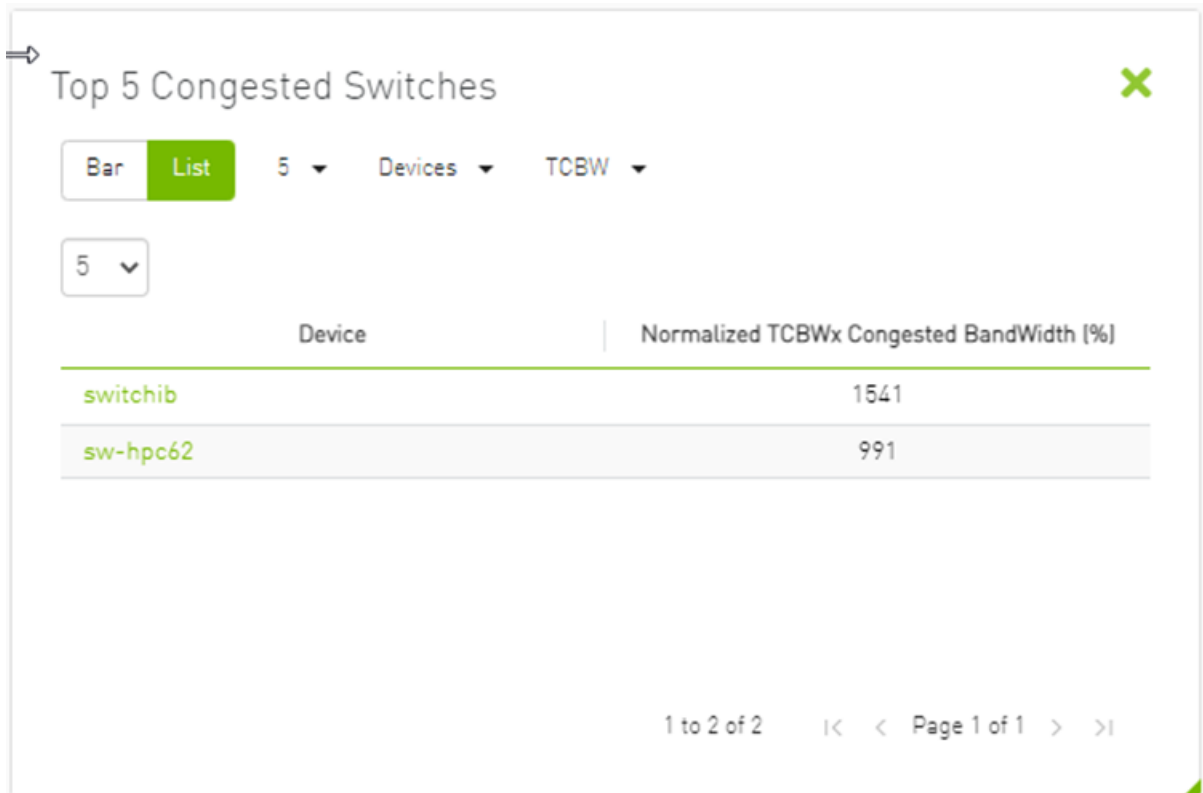 Top 5 Congested Switches
Bar List 5 Devices TCBW
5
Device Normalized TCBWx Congested BandWidth (%)
switchib 1541
sw-hpc62 991
1 to 2 of 2 Page 1 of 1